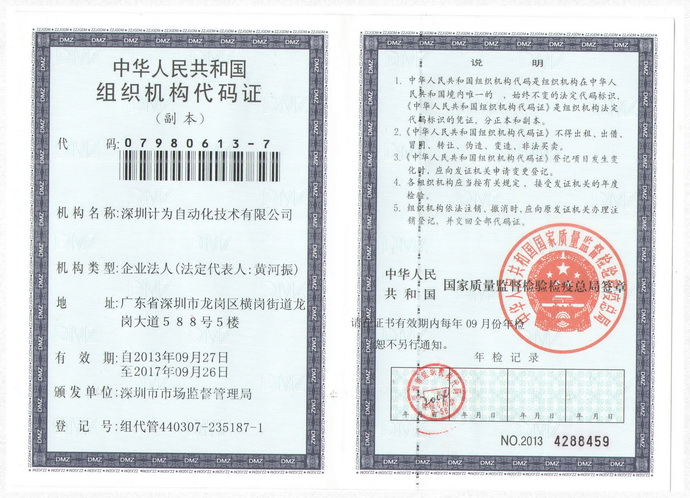 中华人民共和国
组织机构代码证
(副本)
代 码:07980613-7
机构名称:深圳计为自动化技术有限公司
机构类型:企业法人(法定代表人:黄河振)
地 址:广东省深圳市龙岗区横岗街道龙
岗大道588号5楼
有 效 期:自2013年09月27日
至2017年09月26日
颁发单位:深圳市市场监督管理局
登 记 号:组代管440307-235187-1
说 明
1. 中华人民共和国组织机构代码是组织机构在中华人
民共和国境内唯一的、始终不变的法定代码标识,
《中华人民共和国组织机构代码证》是组织机构法定
代码标识的凭证,分正本和副本。
2.《中华人民共和国组织机构代码证》不得出租、出借、
冒用、转让、伪造、变造、非法买卖。
3.《中华人民共和国组织机构代码证》登记项目发生变
化时,应向发证机关申请变更登记。
4. 各组织机构应当按有关规定,接受发证机关的年度
检验。
5. 组织机构依法注销、撤消时,应向原发证机关办理注
销登记,并交回全部代码证。
中华人民
共和国
国家质量监督检验检疫总局签章
请在证书有效期内每年09月份年检
恕不另行通知。
年检记录
年 月 日 年 月 日 年 月 日 年 月 日
NO.2013 4288459